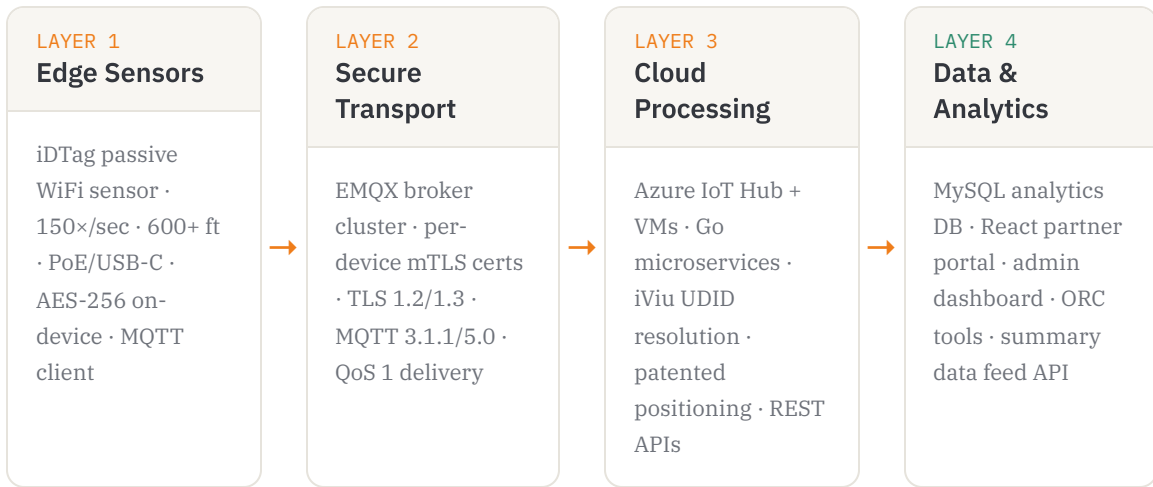 LAYER 1
Edge Sensors
iDTag passive
WiFi sensor ·
150×/sec · 600+ ft
· PoE/USB-C ·
AES-256 on-
device · MQTT
client
→
LAYER 2
Secure
Transport
EMQX broker
cluster · per-
device mTLS certs
· TLS 1.2/1.3 ·
MQTT 3.1.1/5.0 ·
QoS 1 delivery
→
LAYER 3
Cloud
Processing
Azure IoT Hub +
VMs · Go
microservices ·
iViu UDID
resolution ·
patented
positioning · REST
APIs
→
LAYER 4
Data &
Analytics
MySQL analytics
DB · React partner
portal · admin
dashboard · ORC
tools · summary
data feed API